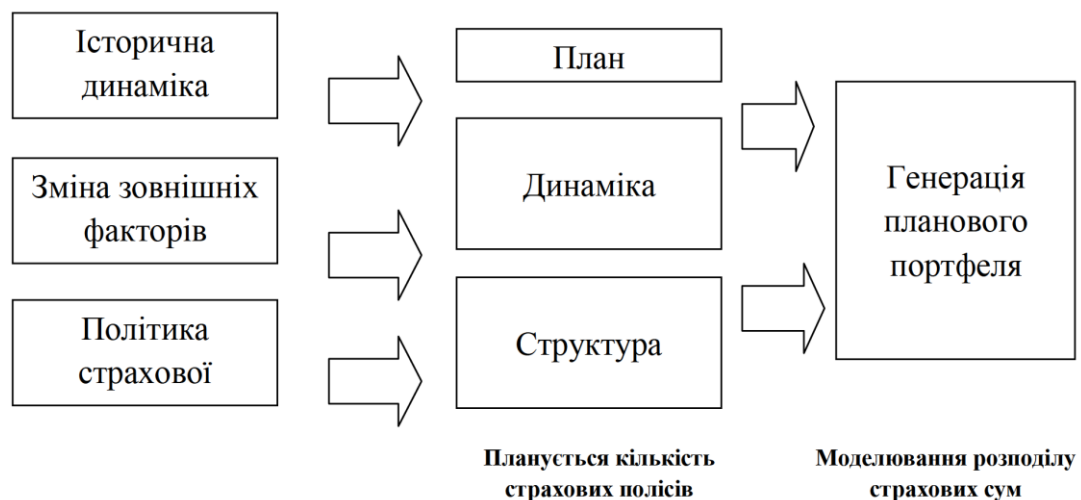 Історична
динаміка
Зміна зовнішніх
факторів
Політика
страхової
План
Динаміка
Структура
Генерація
планового
портфеля
Планується кількість
страхових полісів
Моделювання розподілу
страхових сум